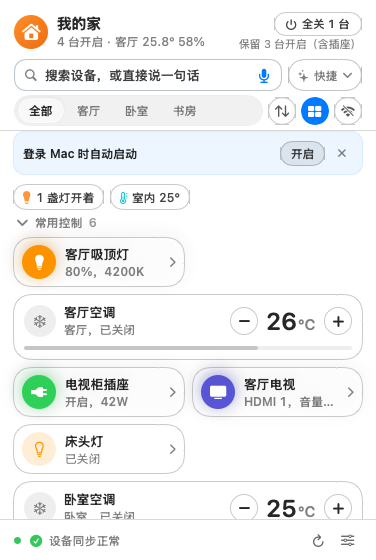 我的家
4 台开启 · 客厅 25.8° 58%
全关 1 台
保留 3 台开启（含插座）
搜索设备，或直接说一句话
快捷
全部 客厅 卧室 书房
登录 Mac 时自动启动
开启
1 盏灯开着 室内 25°
常用控制 6
客厅吸顶灯
80%，4200K
客厅空调
客厅，已关闭
26°C
电视柜插座
开启，42W
客厅电视
HDMI 1，音量...
床头灯
已关闭
卧室空调
卧室，已关闭
25°C
设备同步正常